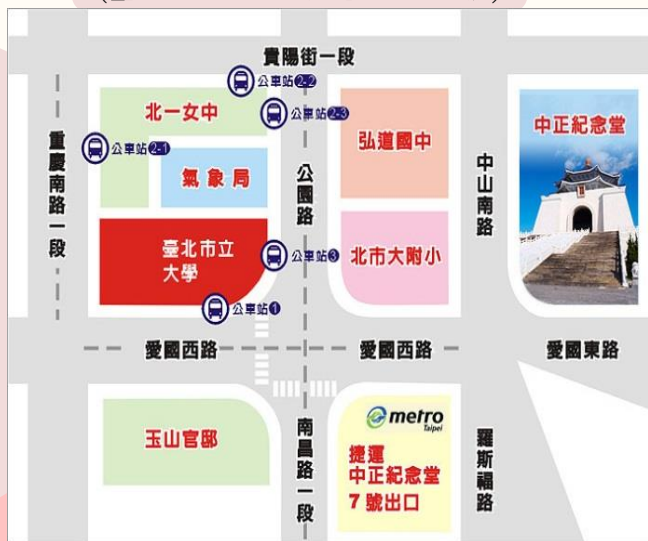 貴陽街一段
公車站2-2
北一女中
公車站2-3
中正紀念堂
弘道國中
重慶南路一段
公車站2-1
氣象局
公園路
中山南路
臺北市立
大學
公車站3
北市大附小
公車站1
愛國西路
愛國西路
愛國東路
玉山官邸
南昌路一段
metro
Taipei
捷運
中正紀念堂
7號出口
羅斯福路